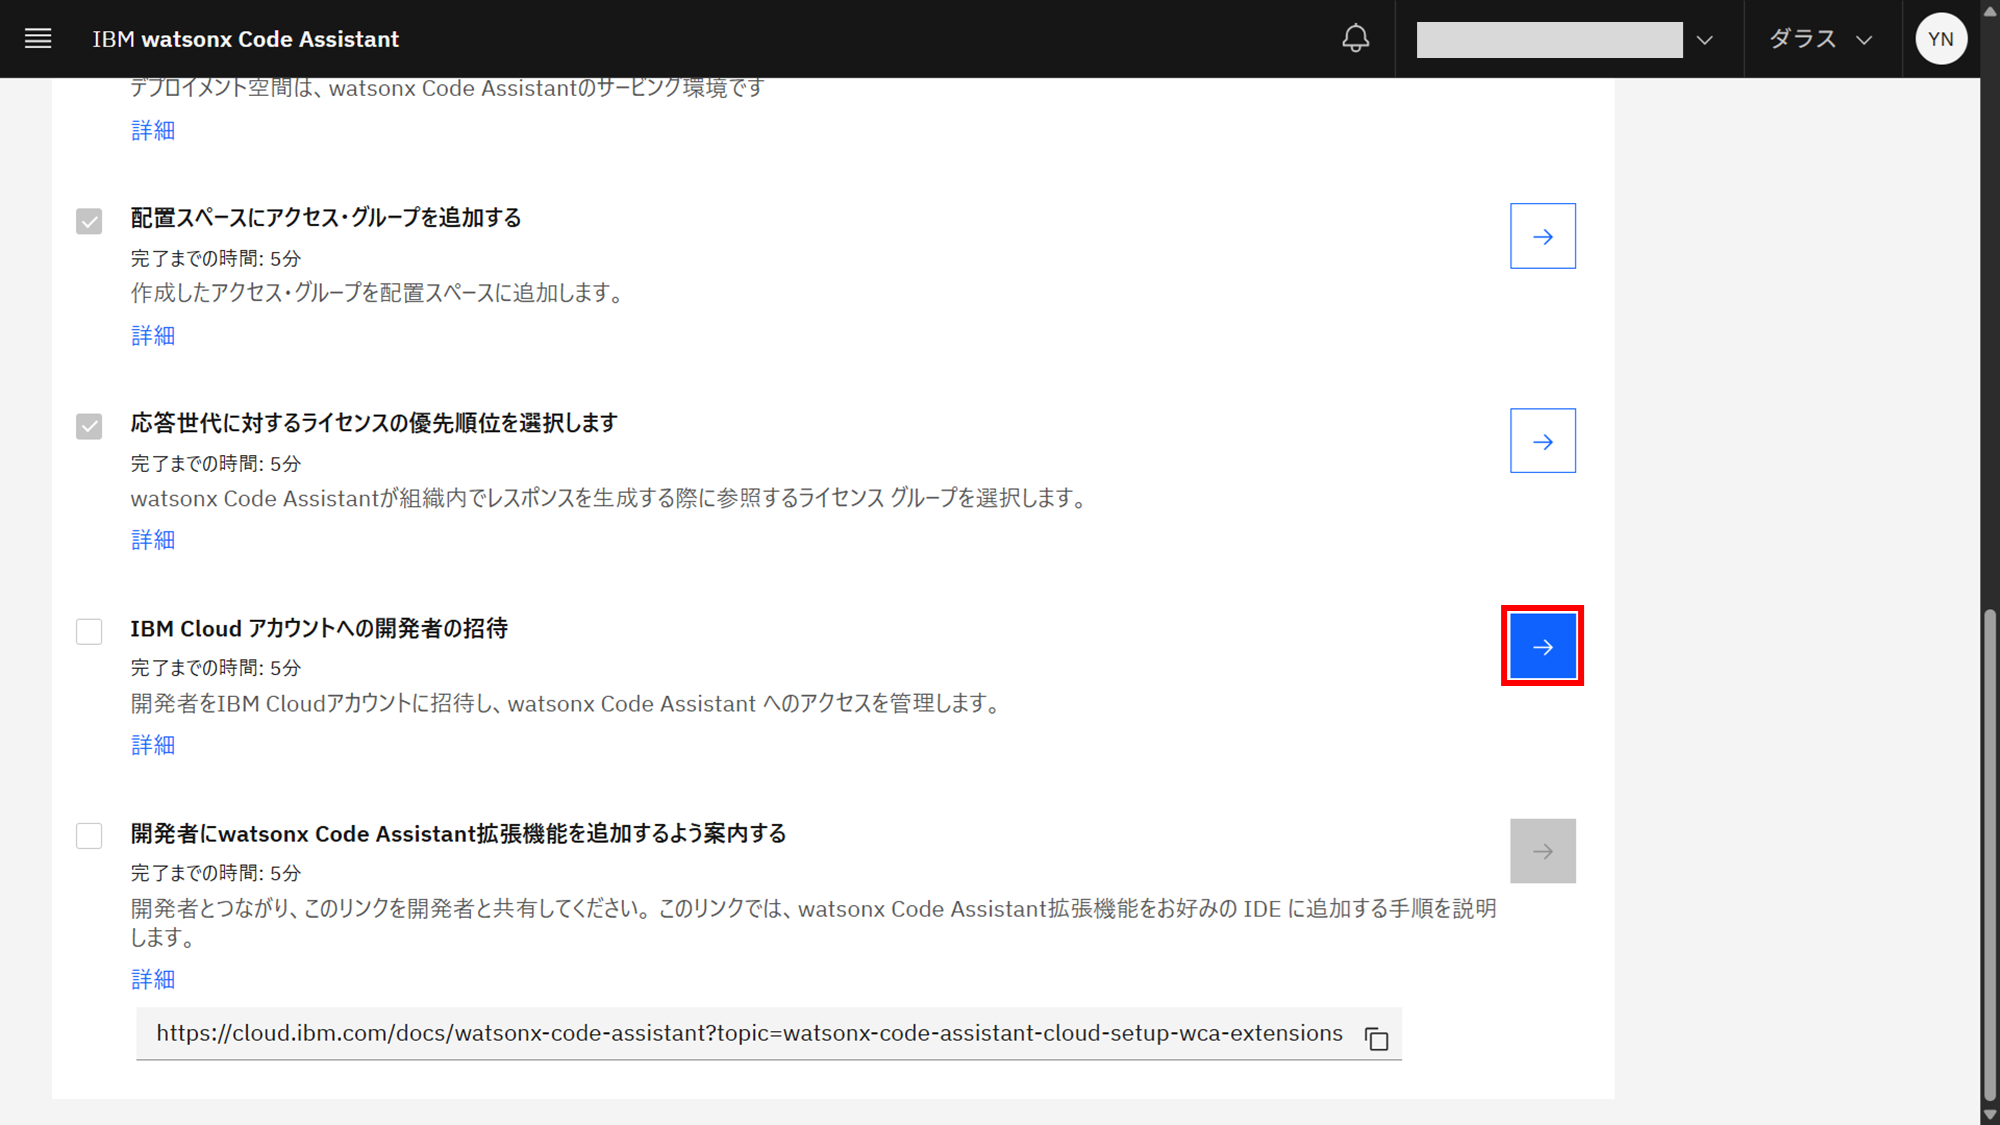 IBM watsonx Code Assistant
ダラス
YN
デプロイメント空間は、watsonx Code Assistantのサービング環境です
詳細
配置スペースにアクセス・グループを追加する
完了までの時間: 5分
作成したアクセス・グループを配置スペースに追加します。
詳細
応答世代に対するライセンスの優先順位を選択します
完了までの時間: 5分
watsonx Code Assistantが組織内でレスポンスを生成する際に参照するライセンス グループを選択します。
詳細
IBM Cloud アカウントへの開発者の招待
完了までの時間: 5分
開発者をIBM Cloudアカウントに招待し、watsonx Code Assistant へのアクセスを管理します。
詳細
開発者にwatsonx Code Assistant拡張機能を追加するよう案内する
完了までの時間: 5分
開発者とつながり、このリンクを開発者と共有してください。このリンクでは、watsonx Code Assistant拡張機能をお好みの IDE に追加する手順を説明
します。
詳細
https://cloud.ibm.com/docs/watsonx-code-assistant?topic=watsonx-code-assistant-cloud-setup-wca-extensions